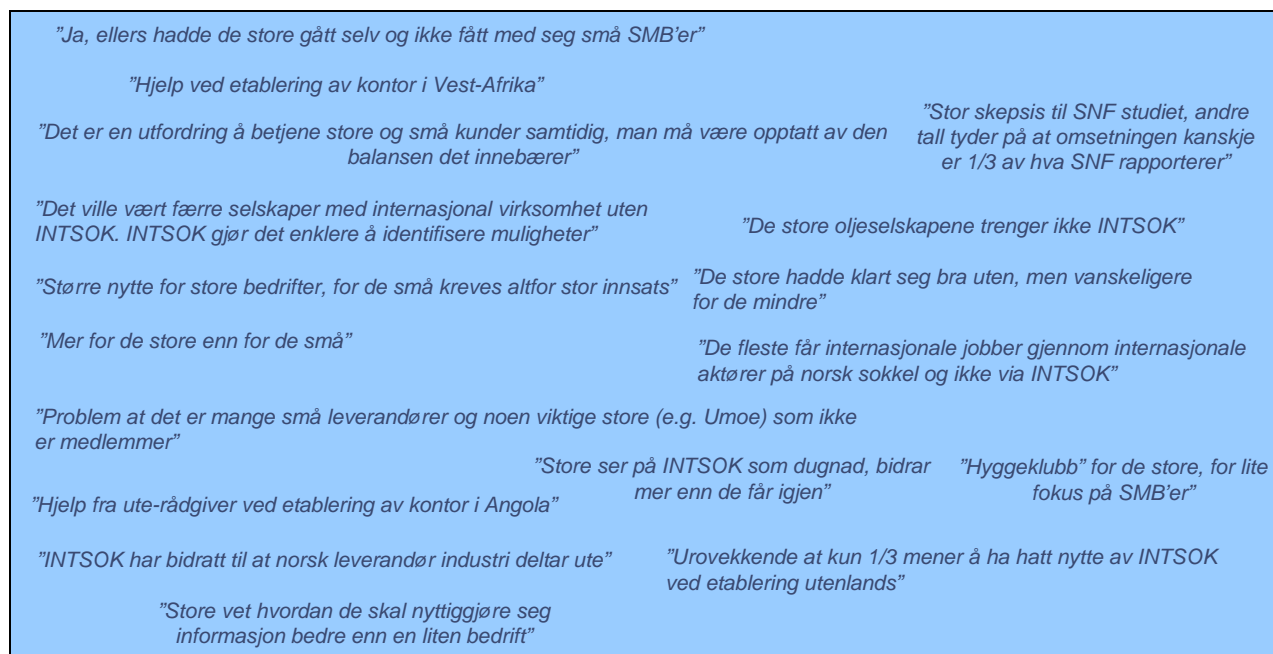 ”Ja, ellers hadde de store gått selv og ikke fått med seg små SMB’er”
”Hjelp ved etablering av kontor i Vest-Afrika”
”Det er en utfordring å betjene store og små kunder samtidig, man må være opptatt av den
balansen det innebærer”
”Stor skepsis til SNF studiet, andre
tall tyder på at omsetningen kanskje
er 1/3 av hva SNF rapporterer”
”Det ville vært færre selskaper med internasjonal virksomhet uten
INTSOK. INTSOK gjør det enklere å identifisere muligheter”
”De store oljeselskapene trenger ikke INTSOK”
”Større nytte for store bedrifter, for de små kreves altfor stor innsats”
”De store hadde klart seg bra uten, men vanskeligere
for de mindre”
”Mer for de store enn for de små”
”De fleste får internasjonale jobber gjennom internasjonale
aktører på norsk sokkel og ikke via INTSOK”
”Problem at det er mange små leverandører og noen viktige store (e.g. Umoe) som ikke
er medlemmer”
”Store ser på INTSOK som dugnad, bidrar
mer enn de får igjen”
”Hyggeklubb” for de store, for lite
fokus på SMB’er”
”Hjelp fra ute-rådgiver ved etablering av kontor i Angola”
”INTSOK har bidratt til at norsk leverandør industri deltar ute”
”Urovekkende at kun 1/3 mener å ha hatt nytte av INTSOK
ved etablering utenlands”
”Store vet hvordan de skal nyttiggjøre seg
informasjon bedre enn en liten bedrift”